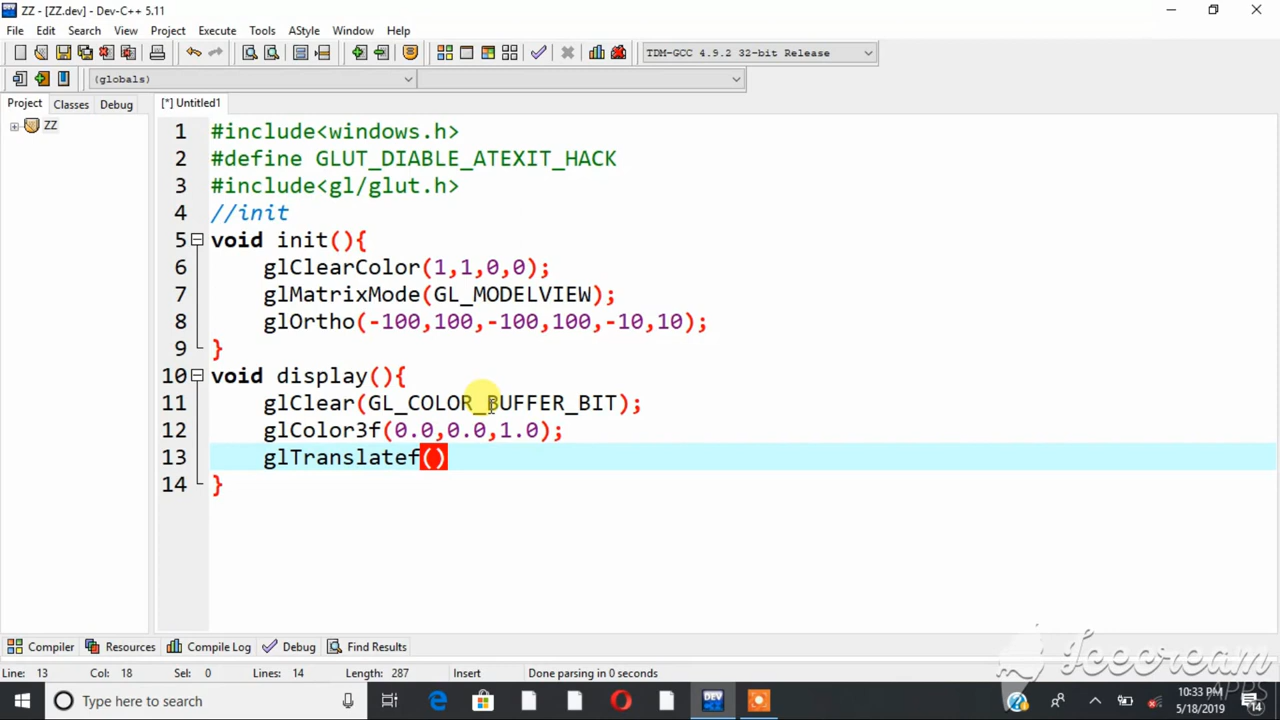 ZZ - [ZZ.dev] - Dev-C++ 5.11
File Edit Search View Project Execute Tools AStyle Window Help
TDM-GCC 4.9.2 32-bit Release
(globals)
Project Classes Debug
[*] Untitled1
ZZ
1 #include<windows.h>
2 #define GLUT_DIABLE_ATEXIT_HACK
3 #include<gl/glut.h>
4 //init
5 void init(){
6 glClearColor(1,1,0,0);
7 glMatrixMode(GL_MODELVIEW);
8 glOrtho(-100,100,-100,100,-10,10);
9 }
10 void display(){
11 glClear(GL_COLOR_BUFFER_BIT);
12 glColor3f(0.0,0.0,1.0);
13 glTranslatef()
14 }
Compiler Resources Compile Log Debug Find Results
Icecream
APPS
Line: 13 Col: 18 Sel: 0 Lines: 14 Length: 287 Insert Done parsing in 0 seconds
Type here to search
10:33 PM
5/18/2019
14